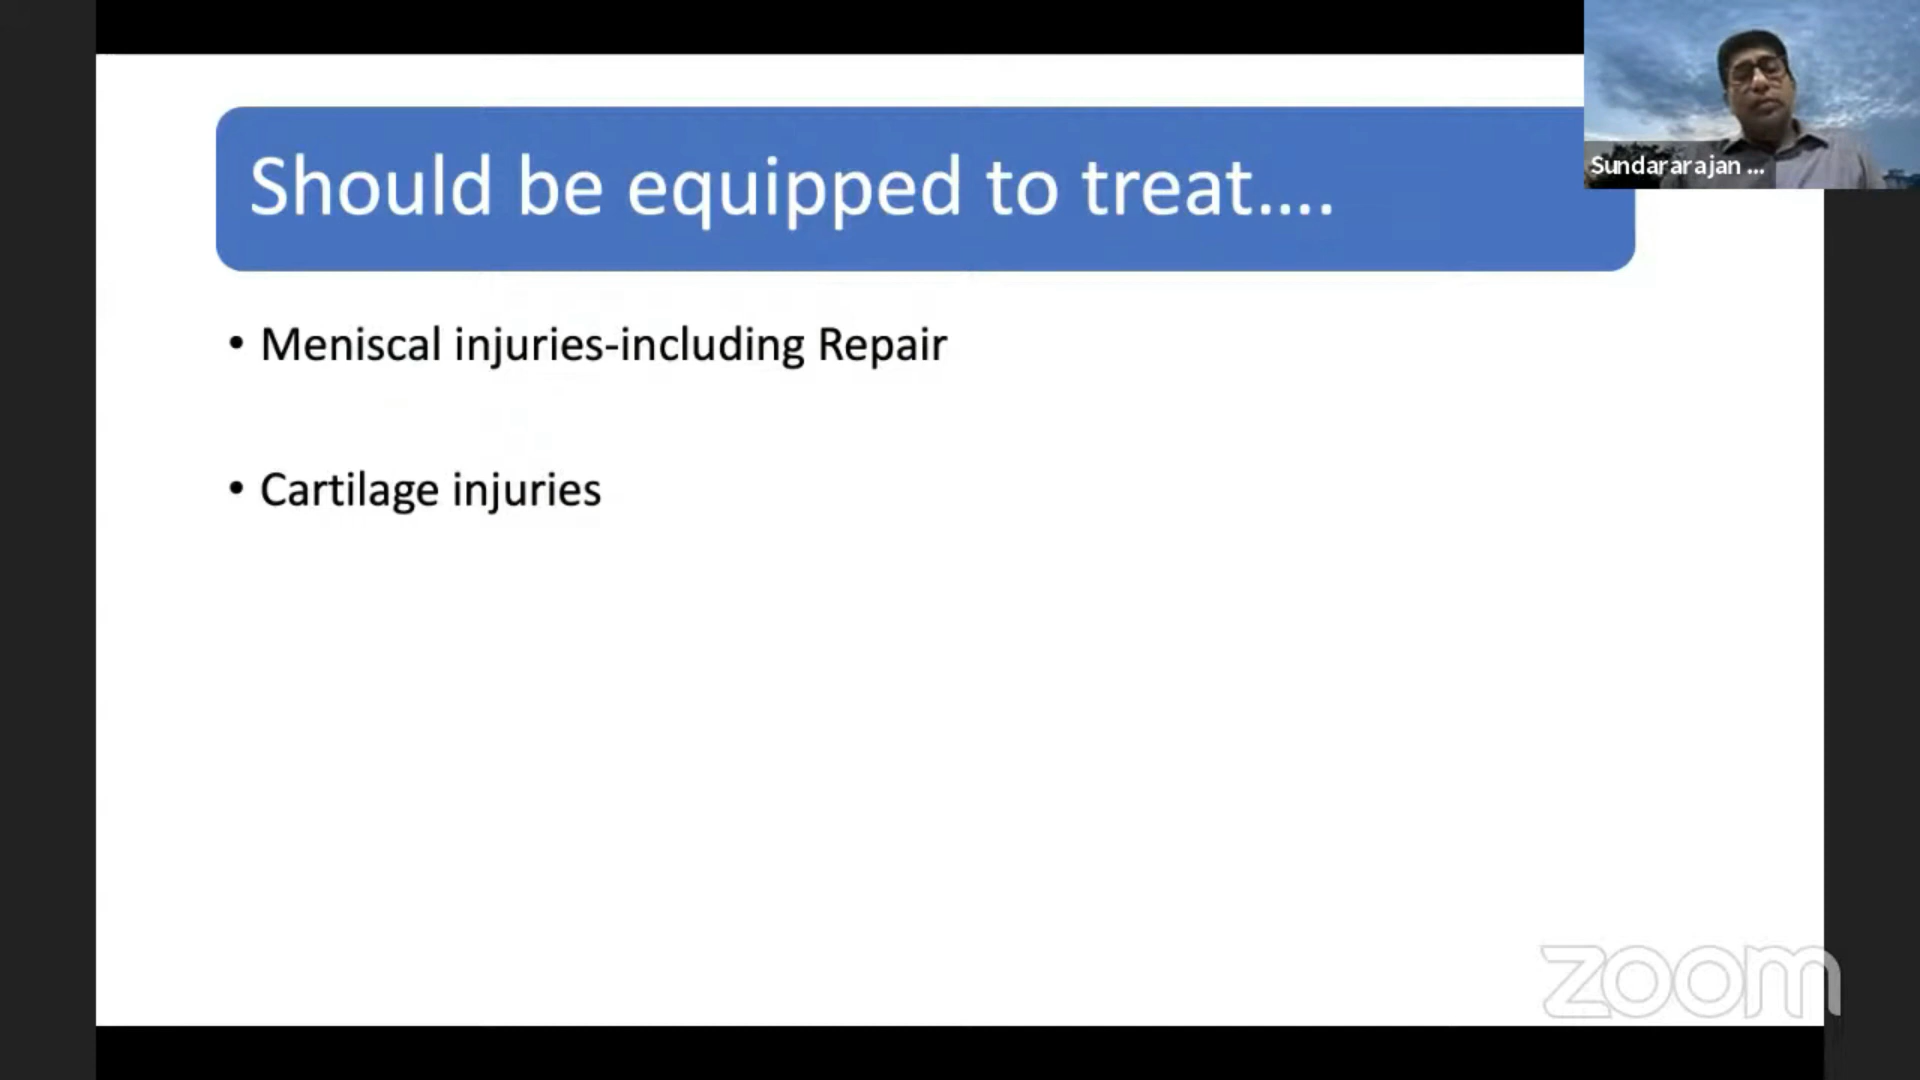 Should be equipped to treat....
Sundararajan ...
• Meniscal injuries-including Repair
• Cartilage injuries
zoom